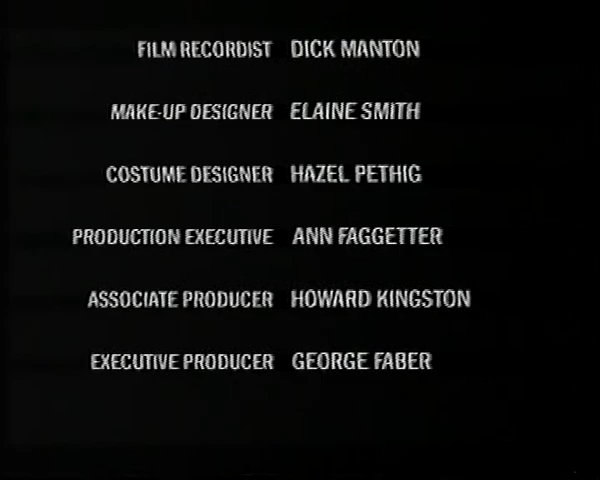 FILM RECORDIST DICK MANTON
MAKE-UP DESIGNER ELAINE SMITH
COSTUME DESIGNER HAZEL PETHIG
PRODUCTION EXECUTIVE ANN FAGGETTER
ASSOCIATE PRODUCER HOWARD KINGSTON
EXECUTIVE PRODUCER GEORGE FABER